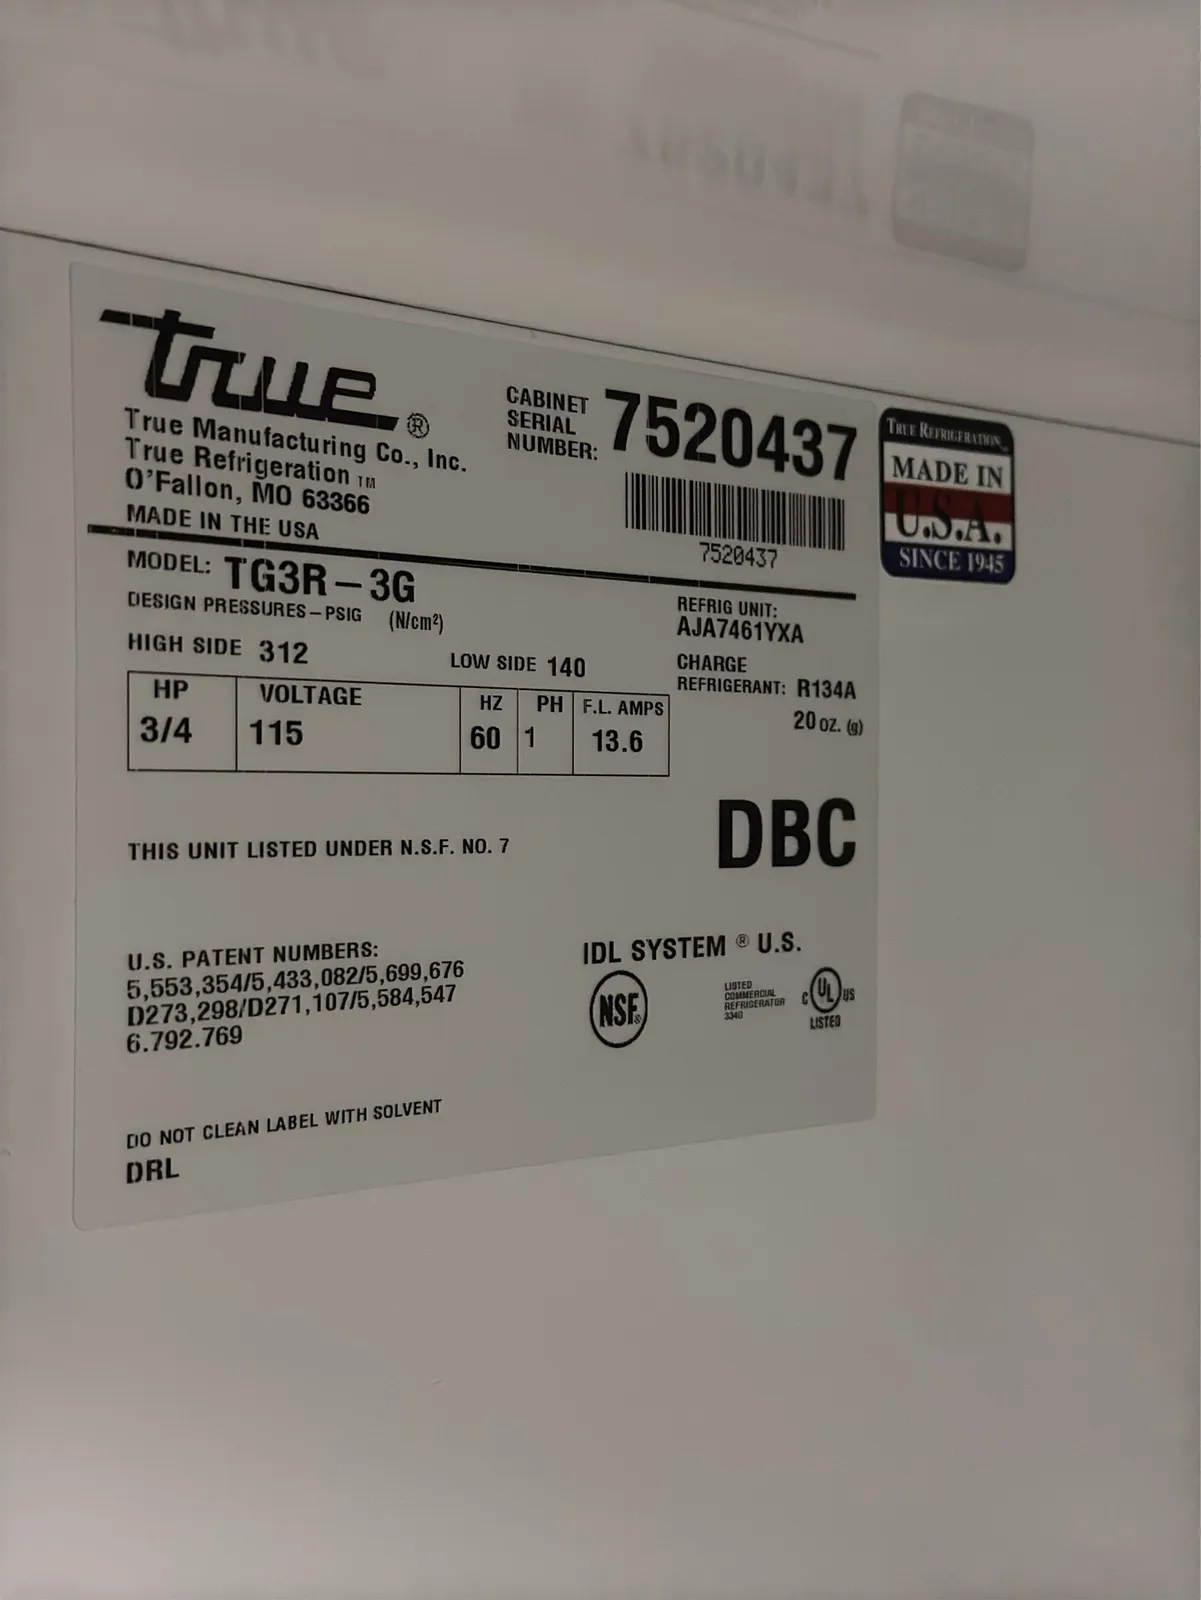 true®
True Manufacturing Co., Inc.
True Refrigeration TM
O'Fallon, MO 63366
MADE IN THE USA
CABINET
SERIAL
NUMBER: 7520437
7520437
TRUE REFRIGERATION
MADE IN
U.S.A.
SINCE 1945
MODEL: TG3R-3G
DESIGN PRESSURES-PSIG (N/cm²)
HIGH SIDE 312
LOW SIDE 140
REFRIG UNIT:
AJA7461YXA
CHARGE
REFRIGERANT: R134A
20 oz. (g)
HP VOLTAGE HZ PH F.L. AMPS
3/4 115 60 1 13.6
DBC
THIS UNIT LISTED UNDER N.S.F. NO. 7
U.S. PATENT NUMBERS:
5,553,354/5,433,082/5,699,676
D273,298/D271,107/5,584,547
6.792.769
IDL SYSTEM ® U.S.
NSF®
LISTED
COMMERCIAL
REFRIGERATOR
C UL US
LISTED
DO NOT CLEAN LABEL WITH SOLVENT
DRL